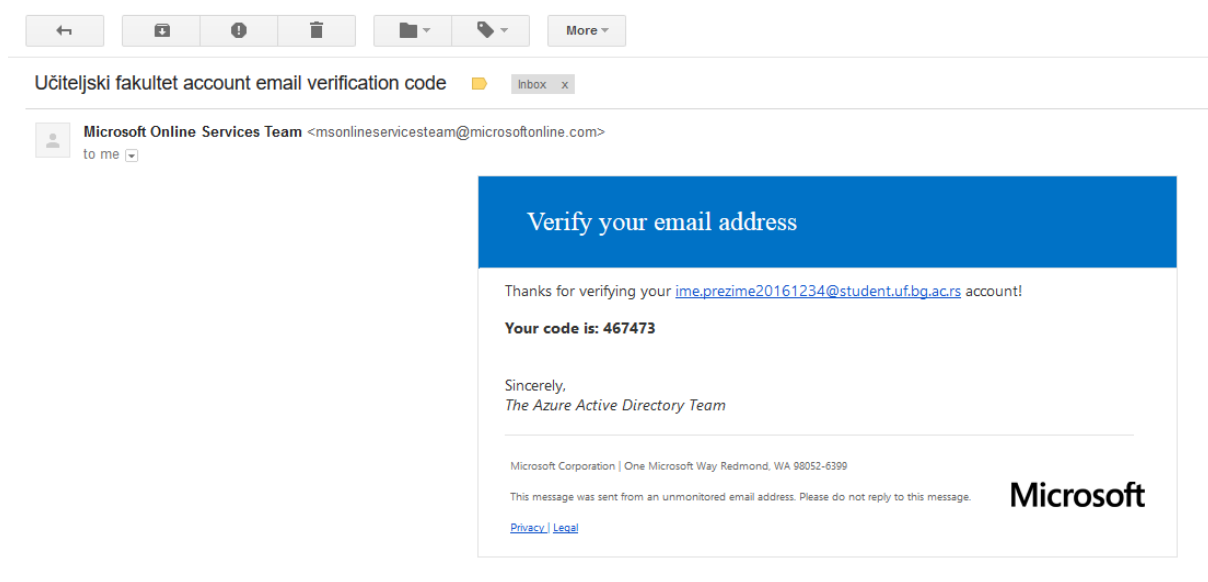 More
Učiteljski fakultet account email verification code
Inbox x
Microsoft Online Services Team <msonlineservicesteam@microsoftonline.com>
to me
Verify your email address
Thanks for verifying your ime.prezime20161234@student.uf.bg.ac.rs account!
Your code is: 467473
Sincerely,
The Azure Active Directory Team
Microsoft Corporation | One Microsoft Way Redmond, WA 98052-6399
This message was sent from an unmonitored email address. Please do not reply to this message.
Microsoft
Privacy | Legal